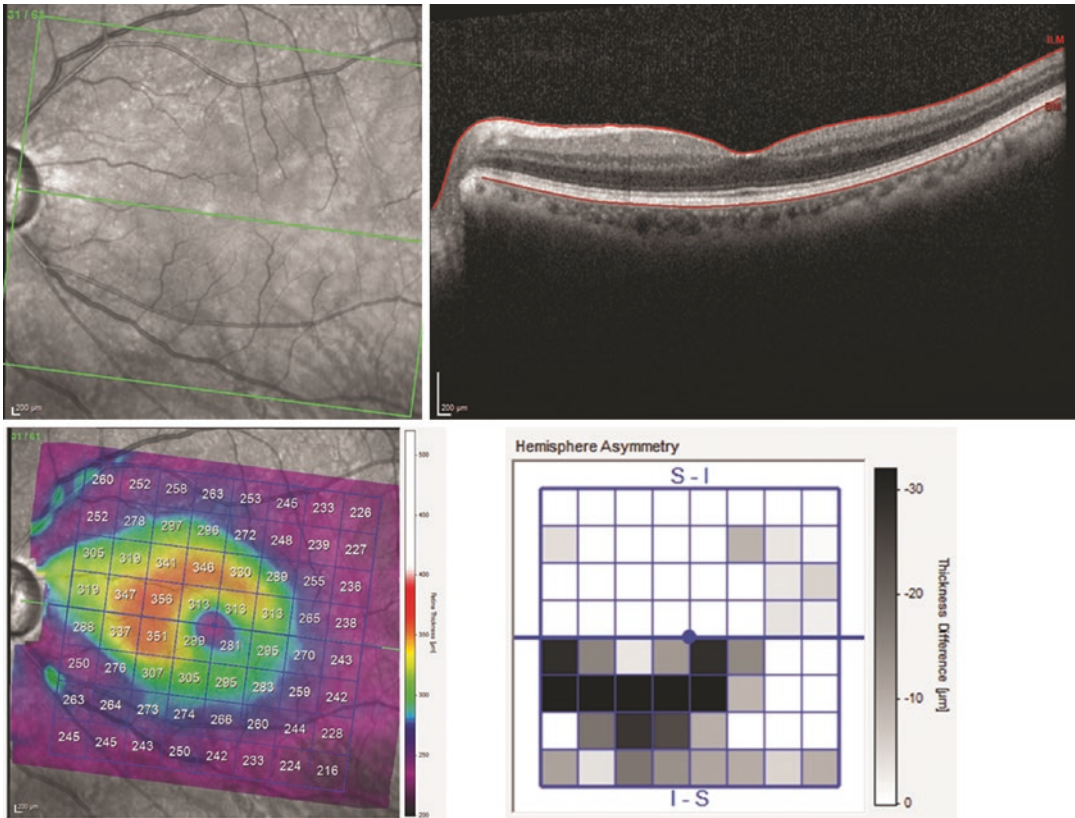 31 / 61
200 µm
ILM
BM
200 µm
31/61
260 252 258 263 253 245 233 226
252 278 297 296 272 248 239 227
305 319 341 346 330 289 255 236
319 347 356 313 313 313 265 238
288 337 351 299 281 295 270 243
250 276 307 305 295 283 259 242
263 264 273 274 266 260 244 228
245 245 243 250 242 233 224 216
200 µm
500
450
400
350
300
250
200
Retina Thickness [µm]
Hemisphere Asymmetry
S - I
I - S
-30
-20
-10
0
Thickness Difference [µm]